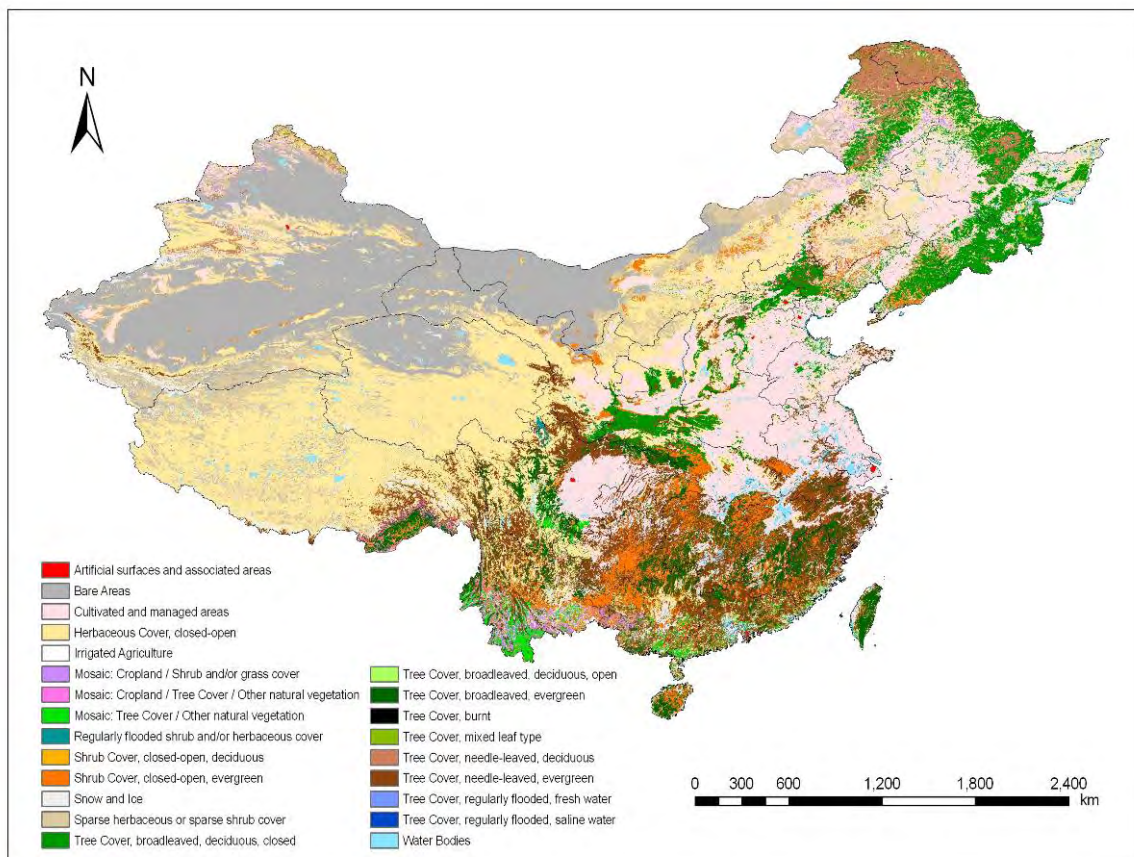 N
Artificial surfaces and associated areas
Bare Areas
Cultivated and managed areas
Herbaceous Cover, closed-open
Irrigated Agriculture
Mosaic: Cropland / Shrub and/or grass cover
Mosaic: Cropland / Tree Cover / Other natural vegetation
Mosaic: Tree Cover / Other natural vegetation
Regularly flooded shrub and/or herbaceous cover
Shrub Cover, closed-open, deciduous
Shrub Cover, closed-open, evergreen
Snow and Ice
Sparse herbaceous or sparse shrub cover
Tree Cover, broadleaved, deciduous, closed
Tree Cover, broadleaved, deciduous, open
Tree Cover, broadleaved, evergreen
Tree Cover, burnt
Tree Cover, mixed leaf type
Tree Cover, needle-leaved, deciduous
Tree Cover, needle-leaved, evergreen
Tree Cover, regularly flooded, fresh water
Tree Cover, regularly flooded, saline water
Water Bodies
0 300 600 1,200 1,800 2,400
km